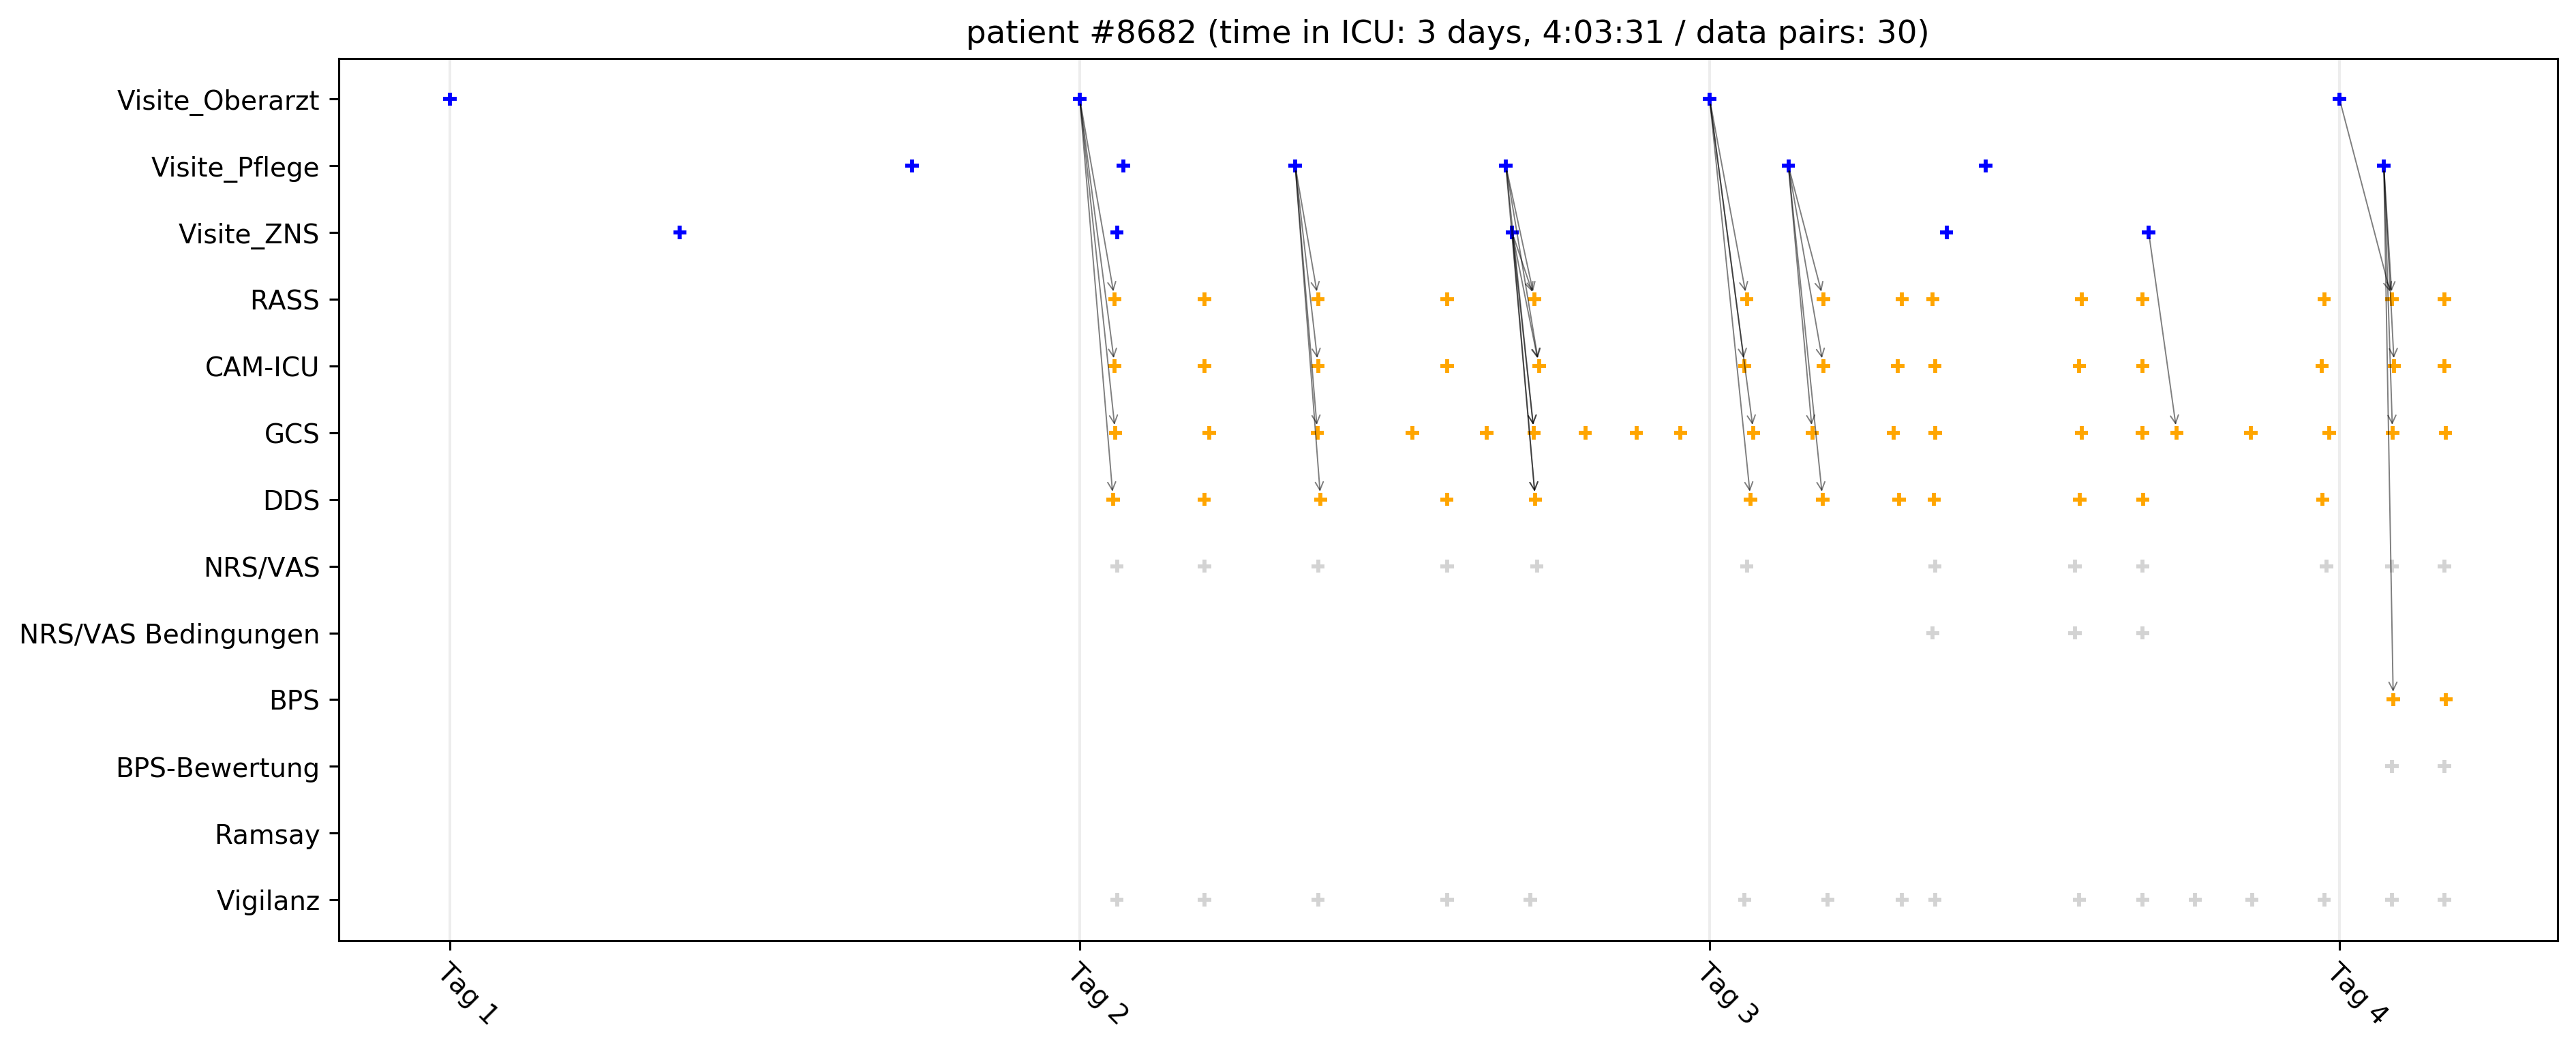 patient #8682 (time in ICU: 3 days, 4:03:31 / data pairs: 30)
Visite_Oberarzt
Visite_Pflege
Visite_ZNS
RASS
CAM-ICU
GCS
DDS
NRS/VAS
NRS/VAS Bedingungen
BPS
BPS-Bewertung
Ramsay
Vigilanz
Tag 1
Tag 2
Tag 3
Tag 4